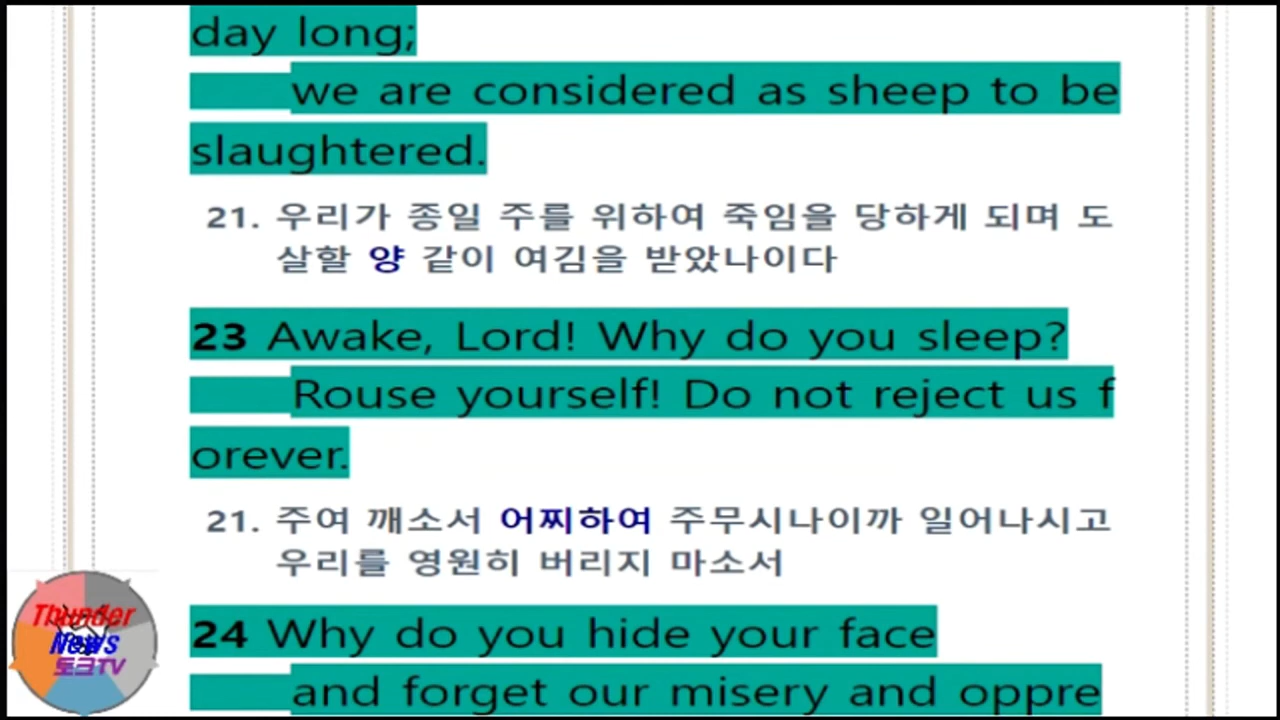 day long;
we are considered as sheep to be
slaughtered.
21. 우리가 종일 주를 위하여 죽임을 당하게 되며 도
살할 양 같이 여김을 받았나이다
23 Awake, Lord! Why do you sleep?
Rouse yourself! Do not reject us f
orever.
21. 주여 깨소서 어찌하여 주무시나이까 일어나시고
우리를 영원히 버리지 마소서
24 Why do you hide your face
and forget our misery and oppre
Thunder
News
토크TV